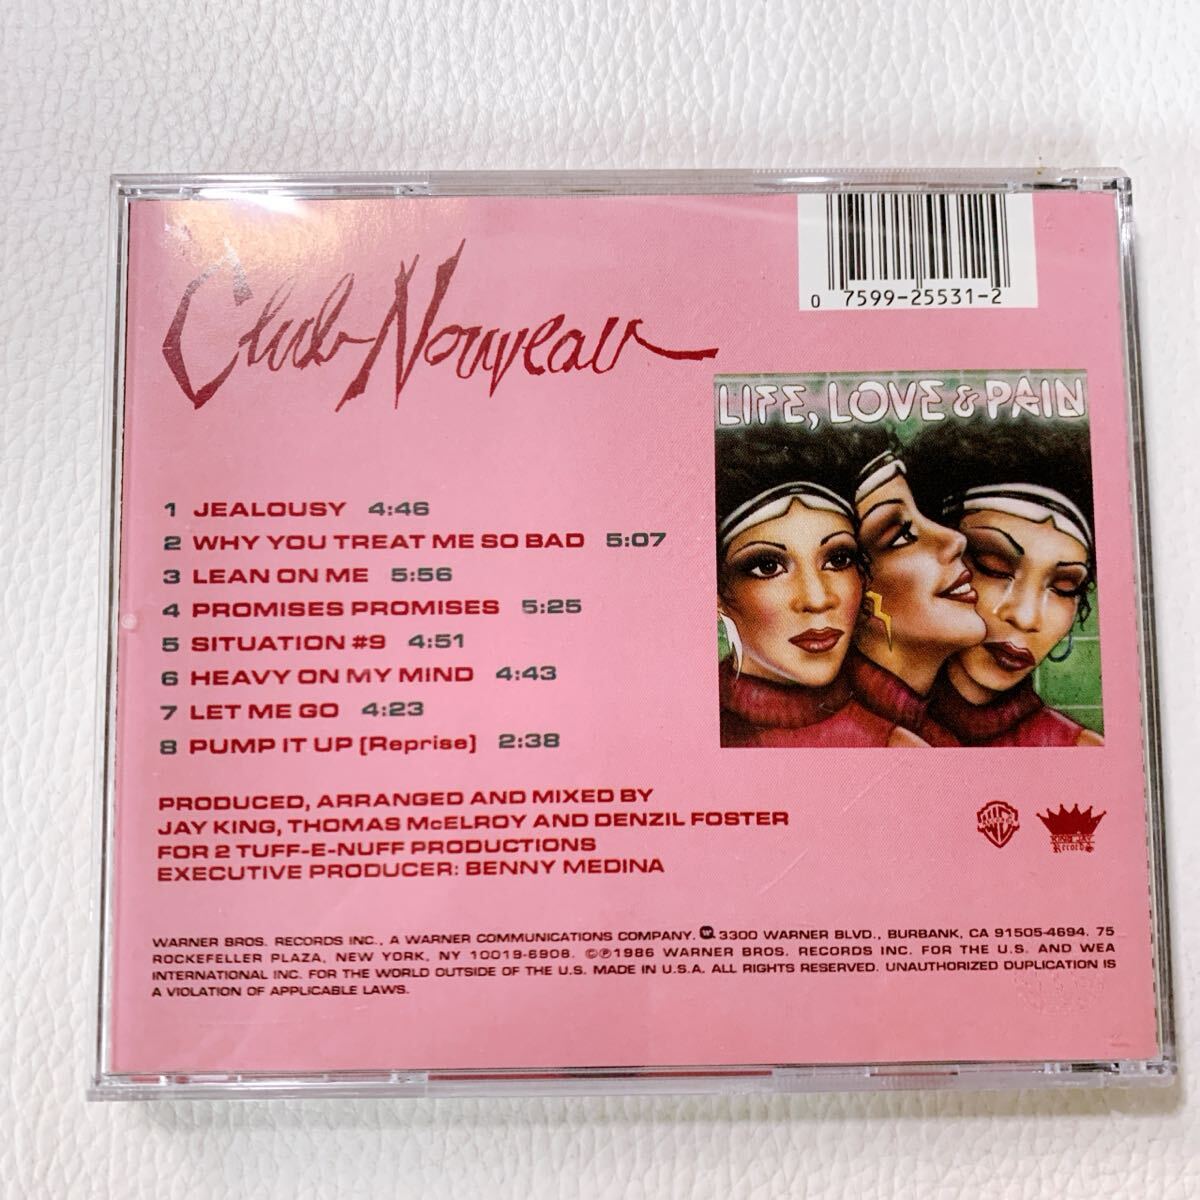 Club Nouveau
0 7599-25531-2
LIFE, LOVE & PAIN
1 JEALOUSY 4:46
2 WHY YOU TREAT ME SO BAD 5:07
3 LEAN ON ME 5:56
4 PROMISES PROMISES 5:25
5 SITUATION #9 4:51
6 HEAVY ON MY MIND 4:43
7 LET ME GO 4:23
8 PUMP IT UP (Reprise) 2:38
PRODUCED, ARRANGED AND MIXED BY
JAY KING, THOMAS McELROY AND DENZIL FOSTER
FOR 2 TUFF-E-NUFF PRODUCTIONS
EXECUTIVE PRODUCER: BENNY MEDINA
KING JAY
Records
WARNER BROS. RECORDS INC., A WARNER COMMUNICATIONS COMPANY. 3300 WARNER BLVD., BURBANK, CA 91505-4694. 75
ROCKEFELLER PLAZA, NEW YORK, NY 10019-6908. ©℗1986 WARNER BROS. RECORDS INC. FOR THE U.S. AND WEA
INTERNATIONAL INC. FOR THE WORLD OUTSIDE OF THE U.S. MADE IN U.S.A. ALL RIGHTS RESERVED. UNAUTHORIZED DUPLICATION IS
A VIOLATION OF APPLICABLE LAWS.